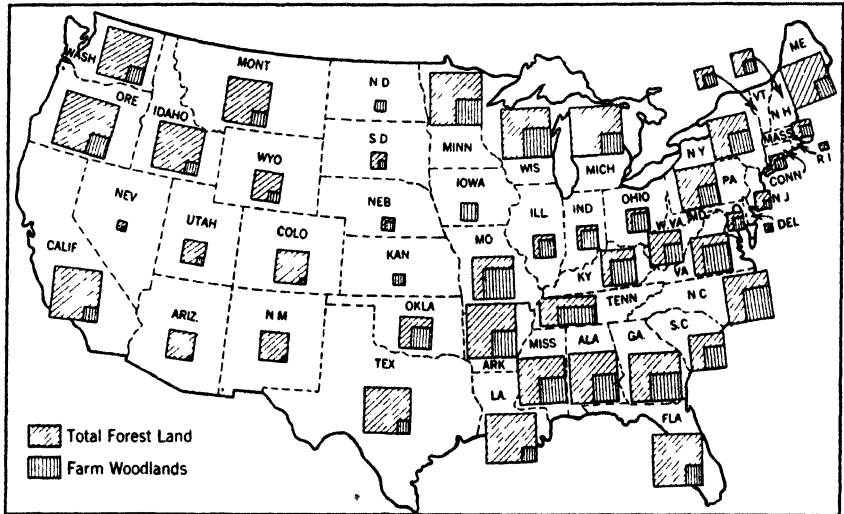 WASH
MONT
N D
ME
ORE
IDAHO
S D
MINN
VT
N H
WYO
WIS
MICH
N Y
MASS
R I
NEV
NEB
IOWA
PA
CONN
UTAH
COLO
ILL
IND
OHIO
W. VA.
MD
N J
DEL
CALIF
KAN
MO
KY
VA
ARIZ.
N M
OKLA
TENN
N C
TEX
ARK
MISS
ALA
GA.
S.C
LA.
FLA
Total Forest Land
Farm Woodlands